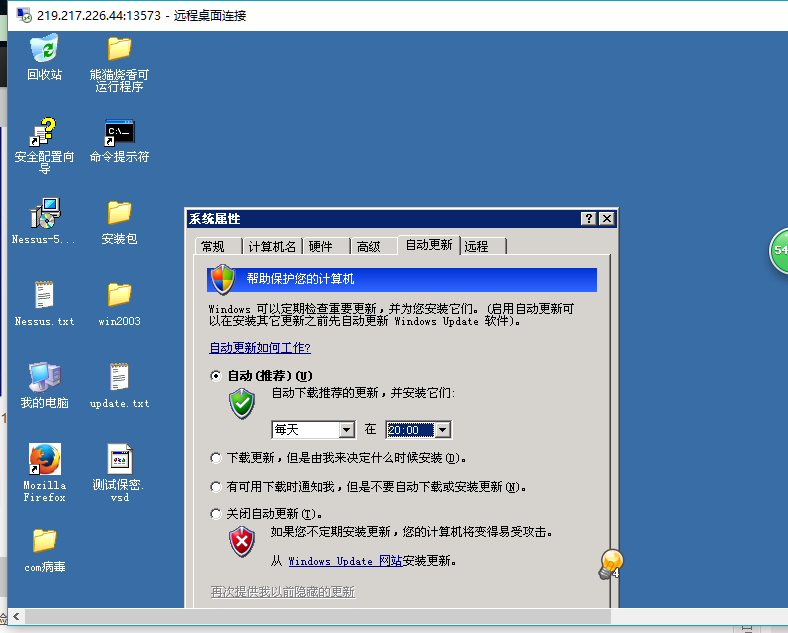 219.217.226.44:13573 - 远程桌面连接
回收站
熊猫烧香可
运行程序
安全配置向
导
命令提示符
Nessus-5...
安装包
Nessus.txt
win2003
我的电脑
update.txt
Mozilla
Firefox
测试保密.
vsd
com病毒
系统属性
常规
计算机名
硬件
高级
自动更新
远程
帮助保护您的计算机
Windows 可以定期检查重要更新，并为您安装它们。(启用自动更新可
以在安装其它更新之前先自动更新 Windows Update 软件)。
自动更新如何工作?
自动(推荐)(U)
自动下载推荐的更新，并安装它们:
每天
在
20:00
下载更新，但是由我来决定什么时候安装(D)。
有可用下载时通知我，但是不要自动下载或安装更新(N)。
关闭自动更新(T)。
如果您不定期安装更新，您的计算机将变得易受攻击。
从 Windows Update 网站安装更新。
再次提供我以前隐藏的更新
54
4